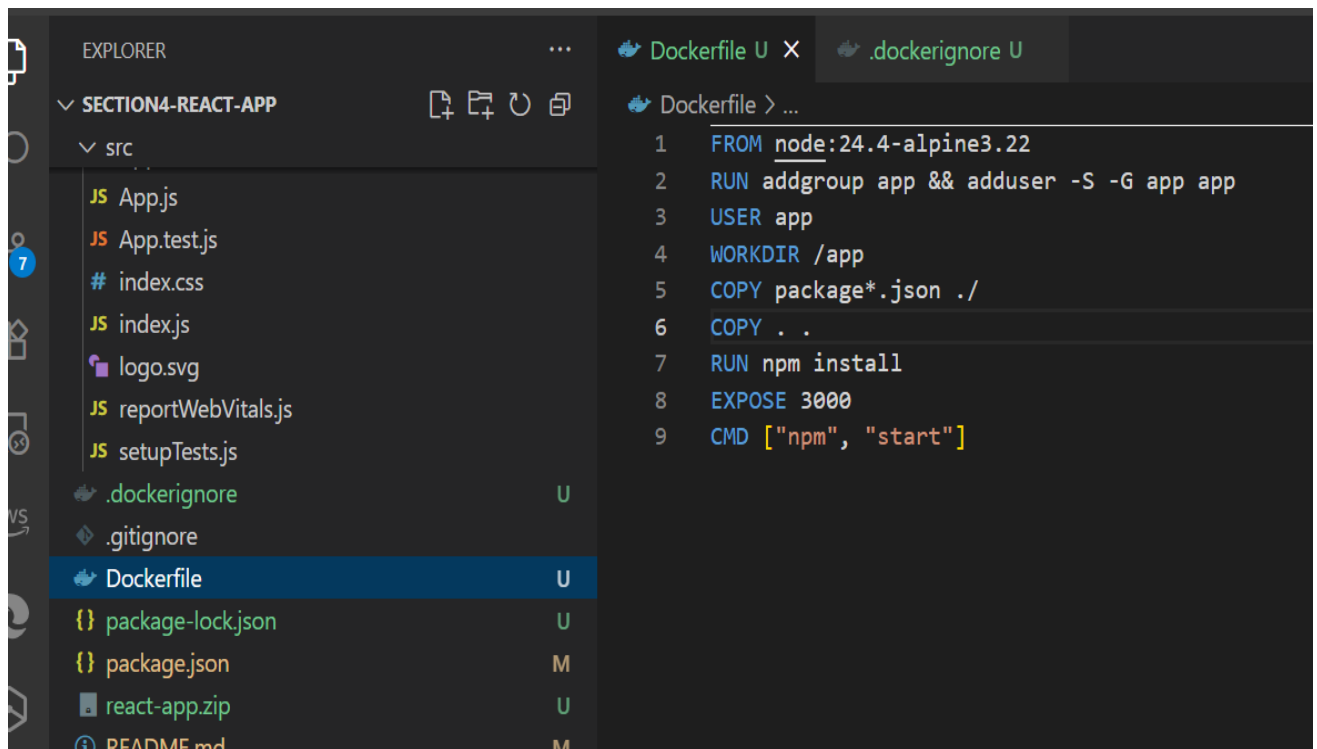 EXPLORER
SECTION4-REACT-APP
src
JS App.js
JS App.test.js
# index.css
JS index.js
logo.svg
JS reportWebVitals.js
JS setupTests.js
.dockerignore U
.gitignore
Dockerfile U
{} package-lock.json U
{} package.json M
react-app.zip U
README.md M
7
Dockerfile U
.dockerignore U
Dockerfile > ...
1 FROM node:24.4-alpine3.22
2 RUN addgroup app && adduser -S -G app app
3 USER app
4 WORKDIR /app
5 COPY package*.json ./
6 COPY . .
7 RUN npm install
8 EXPOSE 3000
9 CMD ["npm", "start"]